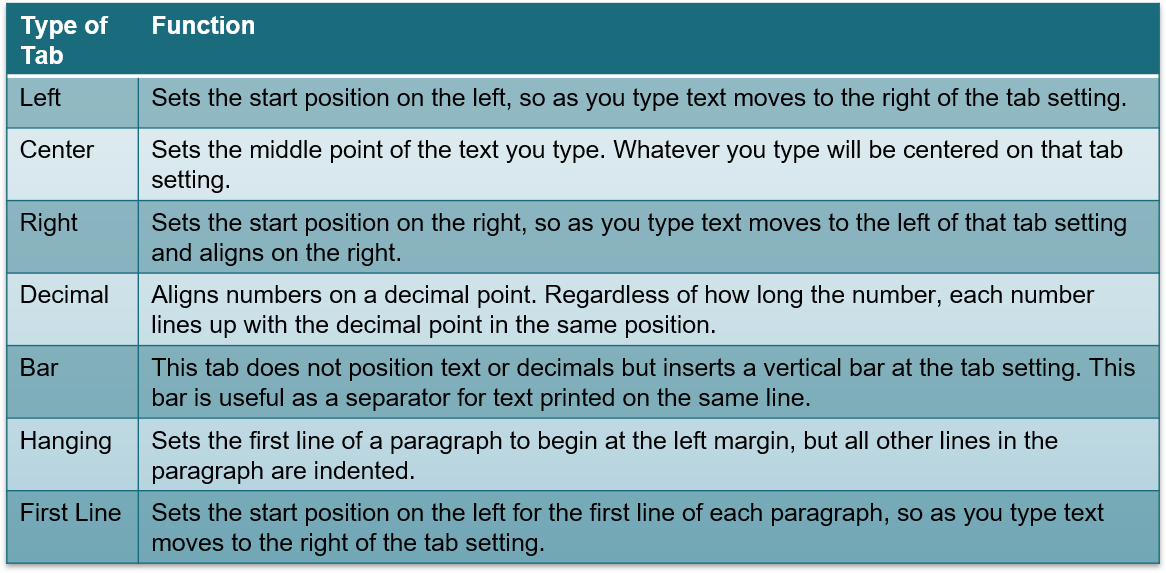 Type of Function
Tab
Left Sets the start position on the left, so as you type text moves to the right of the tab setting.
Center Sets the middle point of the text you type. Whatever you type will be centered on that tab
setting.
Right Sets the start position on the right, so as you type text moves to the left of that tab setting
and aligns on the right.
Decimal Aligns numbers on a decimal point. Regardless of how long the number, each number
lines up with the decimal point in the same position.
Bar This tab does not position text or decimals but inserts a vertical bar at the tab setting. This
bar is useful as a separator for text printed on the same line.
Hanging Sets the first line of a paragraph to begin at the left margin, but all other lines in the
paragraph are indented.
First Line Sets the start position on the left for the first line of each paragraph, so as you type text
moves to the right of the tab setting.